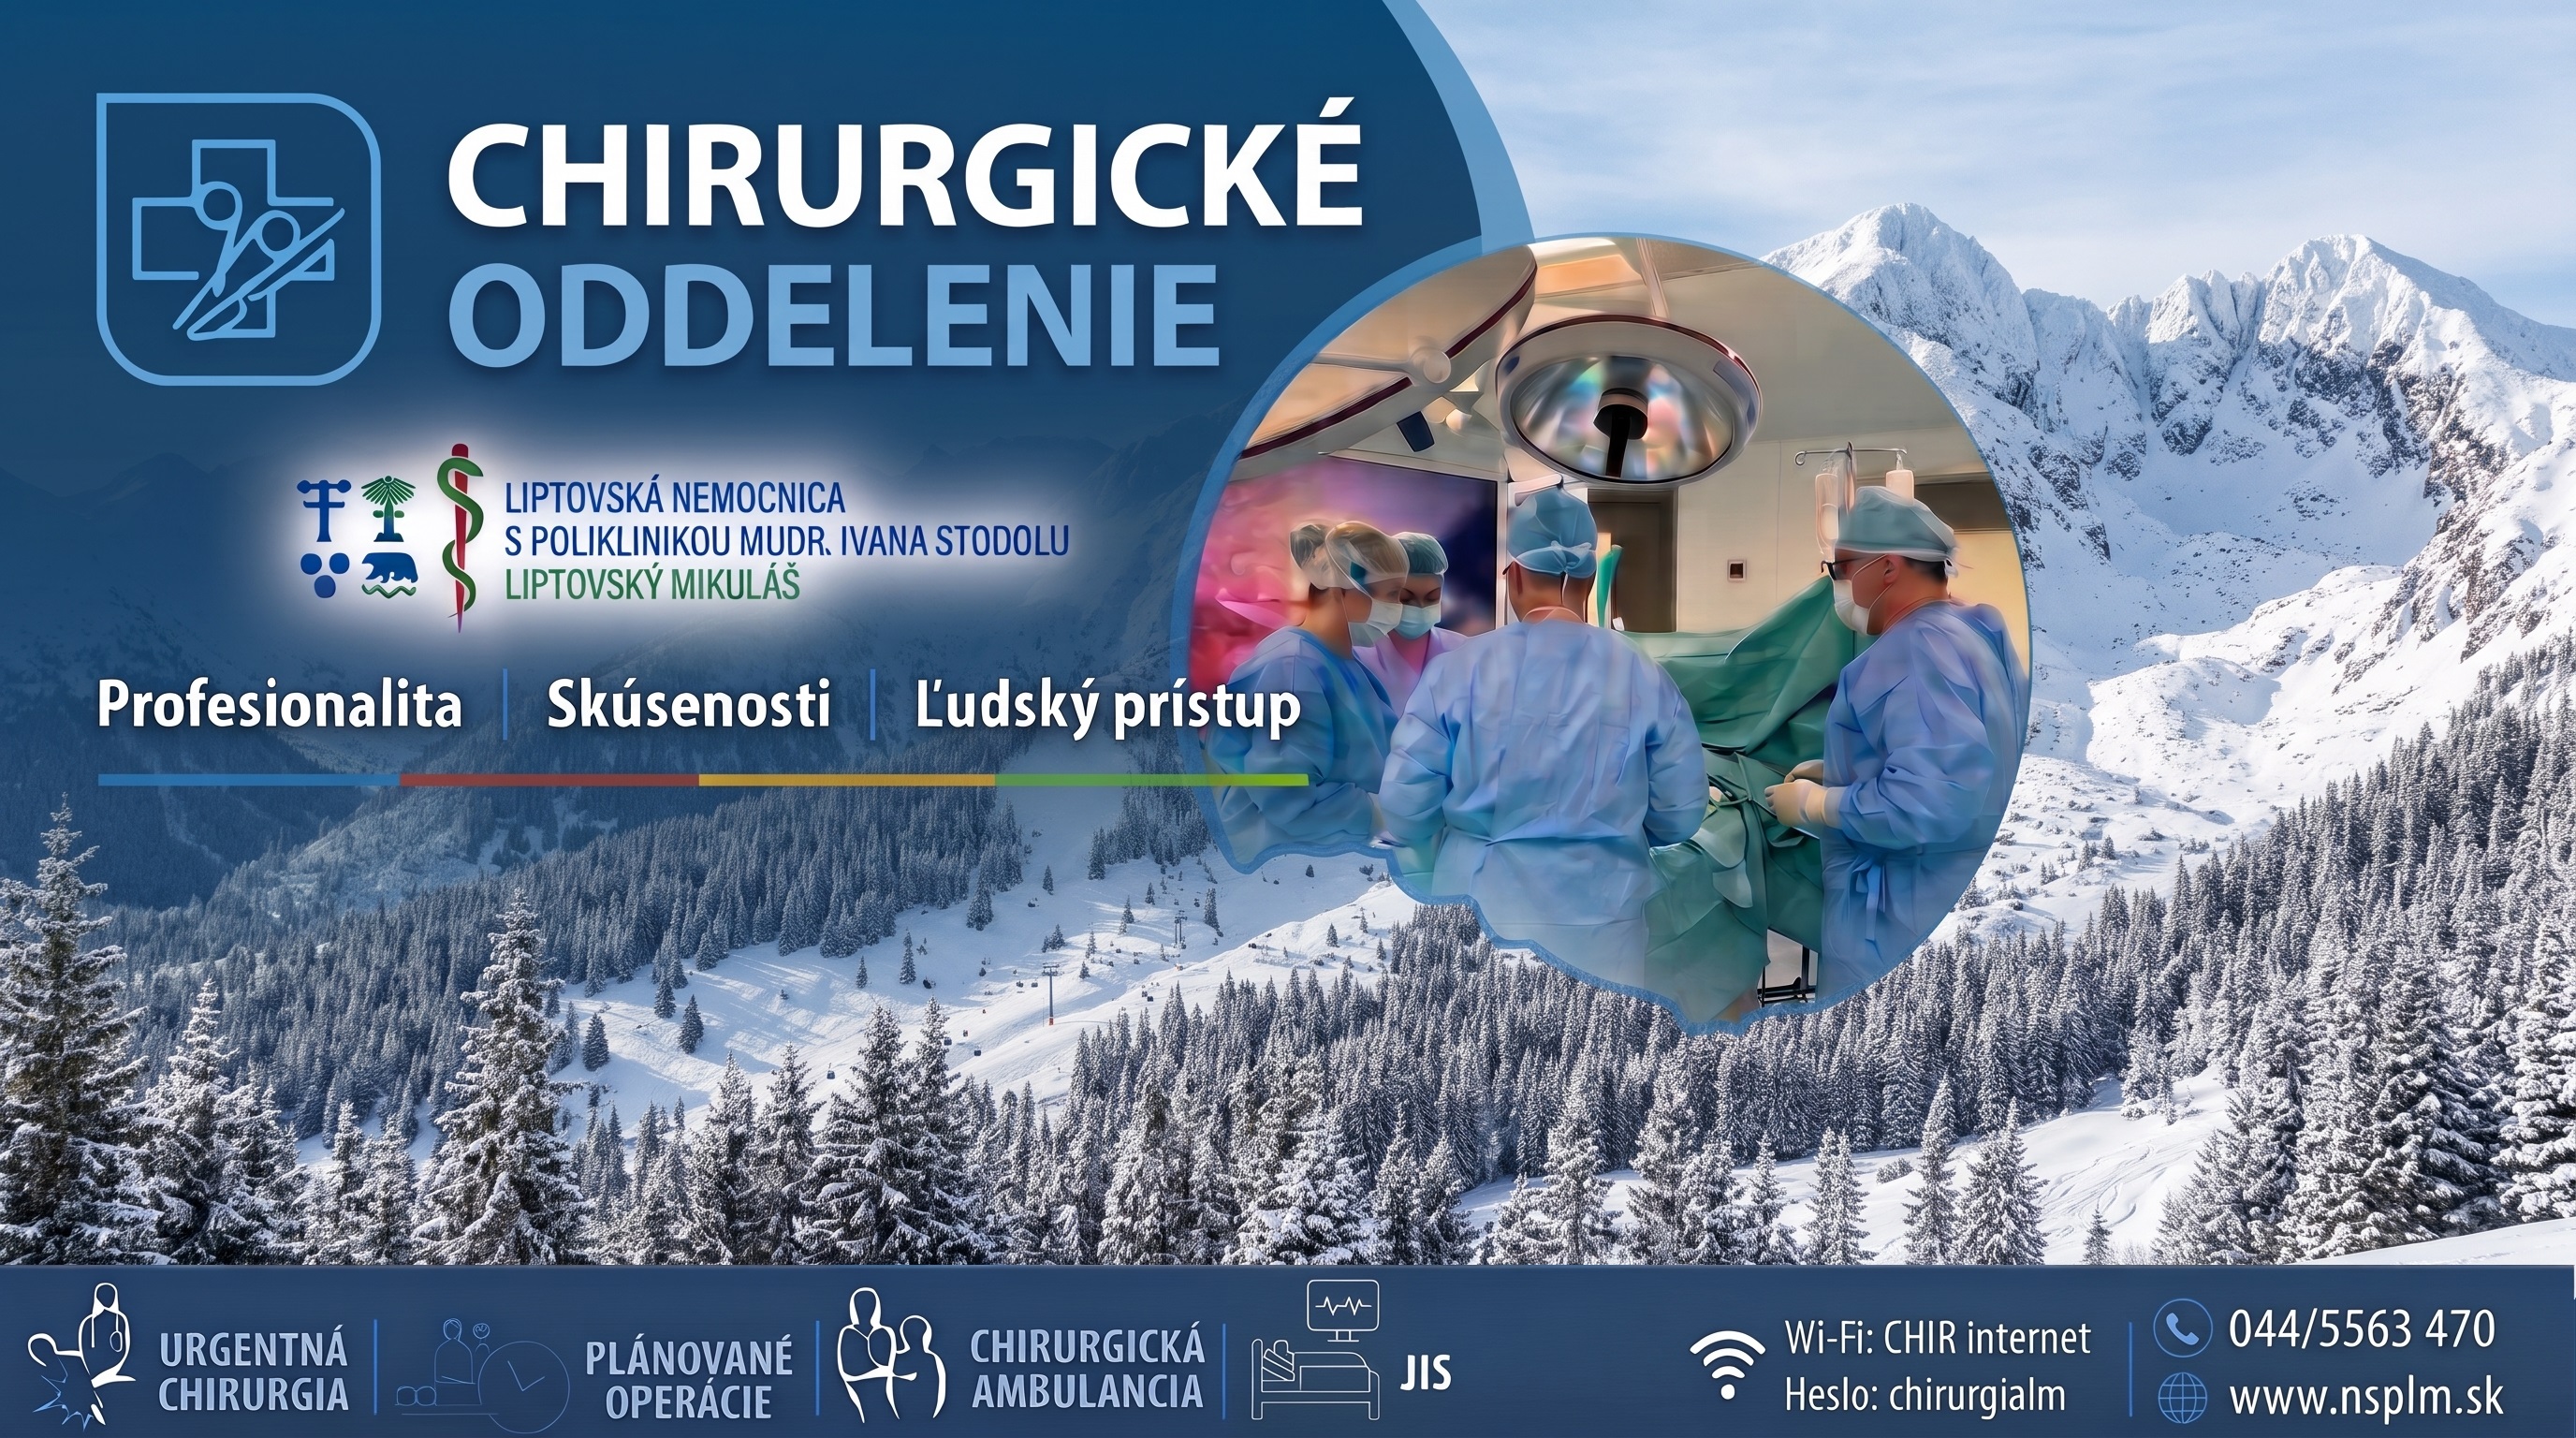 CHIRURGICKÉ
ODDELENIE
LIPTOVSKÁ NEMOCNICA
S POLIKLINIKOU MUDR. IVANA STODOLU
LIPTOVSKÝ MIKULÁŠ
Profesionalita | Skúsenosti | Ľudský prístup
URGENTNÁ
CHIRURGIA
PLÁNOVANÉ
OPERÁCIE
CHIRURGICKÁ
AMBULANCIA
JIS
Wi-Fi: CHIR internet
Heslo: chirurgialm
044/5563 470
www.nsplm.sk